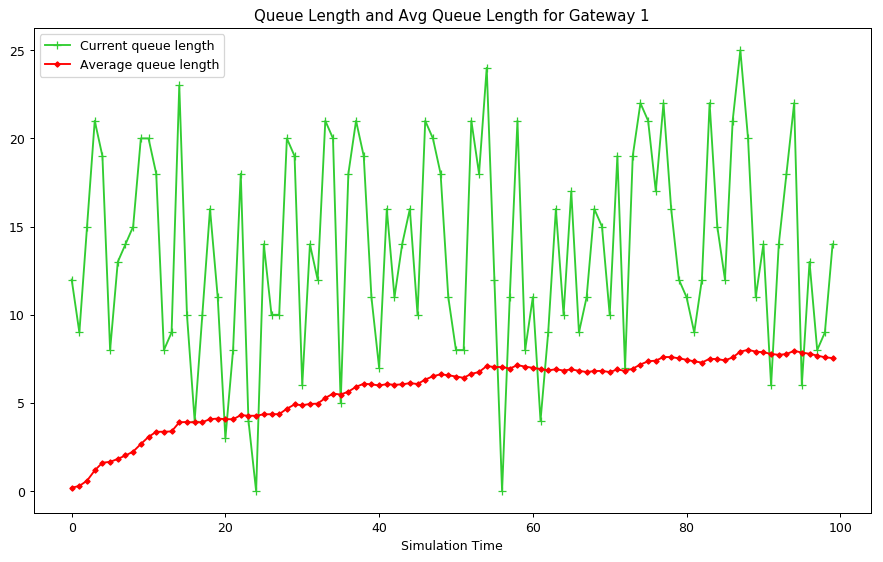 Queue Length and Avg Queue Length for Gateway 1
Current queue length
Average queue length
25
20
15
10
5
0
0 20 40 60 80 100
Simulation Time